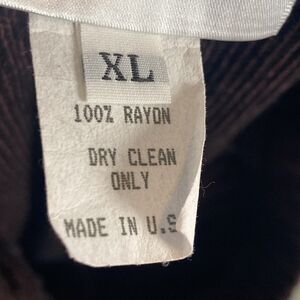 XL
100% RAYON
DRY CLEAN
ONLY
MADE IN U.S